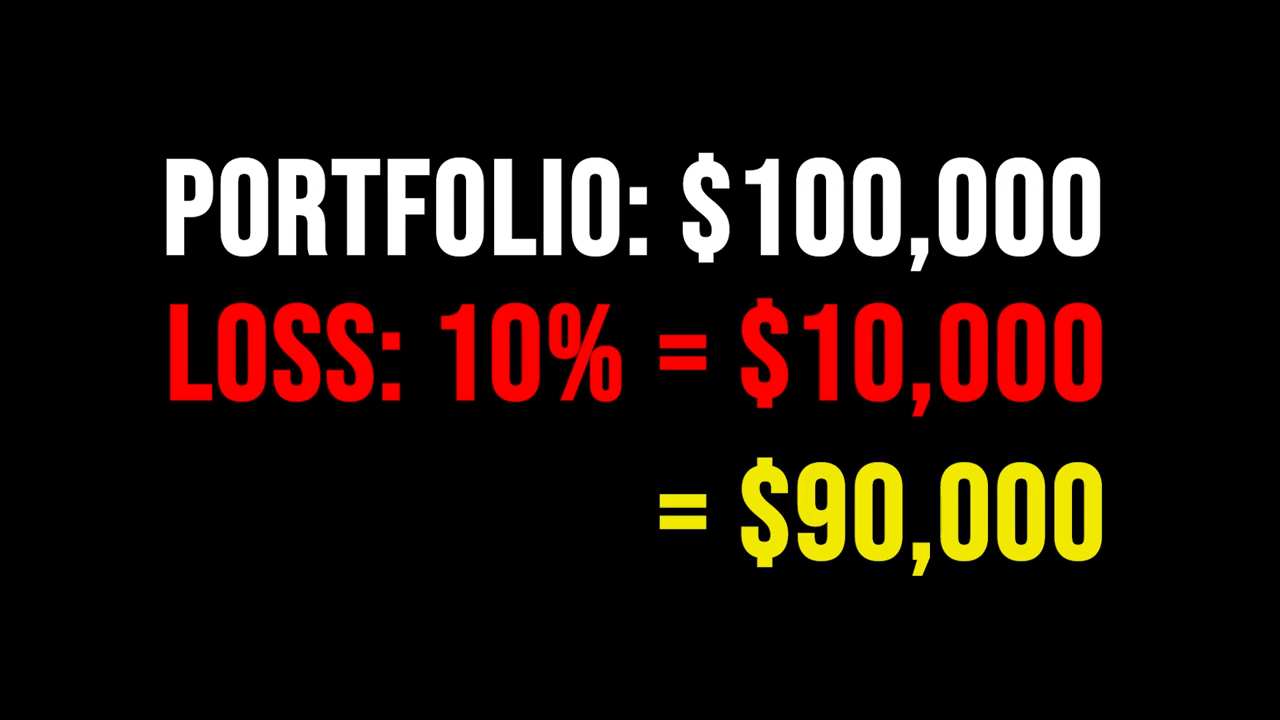 PORTFOLIO: $100,000
LOSS: 10% = $10,000
= $90,000